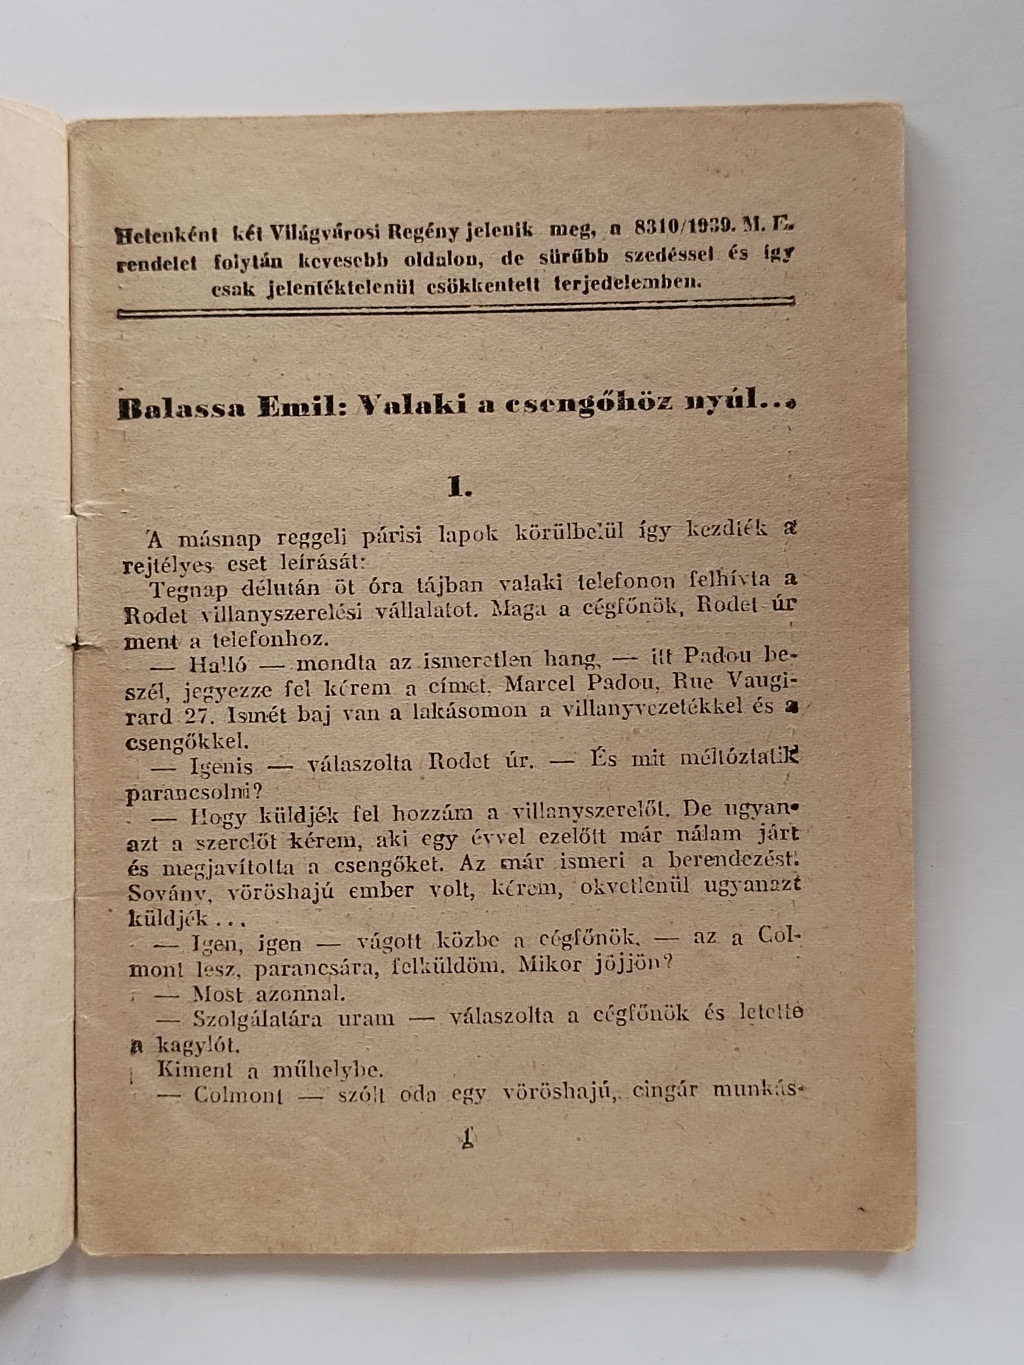 Hetenként két Világvárosi Regény jelenik meg, a 8310/1939. M. E.
rendelet folytán kevesebb oldalon, de sürűbb szedéssel és így
csak jelentéktelenül csökkentett terjedelemben.
Balassa Emil: Valaki a csengőhöz nyúl...
1.
A másnap reggeli párisi lapok körülbelül így kezdték a
rejtélyes eset leírását:
Tegnap délután öt óra tájban valaki telefonon felhívta a
Rodet villanyszerelési vállalatot. Maga a cégfőnök, Rodet úr
ment a telefonhoz.
— Halló — mondta az ismeretlen hang, — itt Padou be-
szél, jegyezze fel kérem a címet. Marcel Padou, Rue Vaugi-
rard 27. Ismét baj van a lakásomon a villanyvezetékkel és a
csengőkkel.
— Igenis — válaszolta Rodet úr. — És mit méltóztatik
parancsolni?
— Hogy küldjék fel hozzám a villanyszerelőt. De ugyan-
azt a szerelőt kérem, aki egy évvel ezelőtt már nálam járt
és megjavította a csengőket. Az már ismeri a berendezést.
Sovány, vöröshajú ember volt, kérem, okvetlenül ugyanazt
küldjék...
— Igen, igen — vágott közbe a cégfőnök, — az a Col-
mont lesz, parancsára, felküldöm. Mikor jöjjön?
— Most azonnal.
— Szolgálatára uram — válaszolta a cégfőnök és letette
a kagylót.
Kiment a műhelybe.
— Colmont — szólt oda egy vöröshajú, cingár munkás-
1